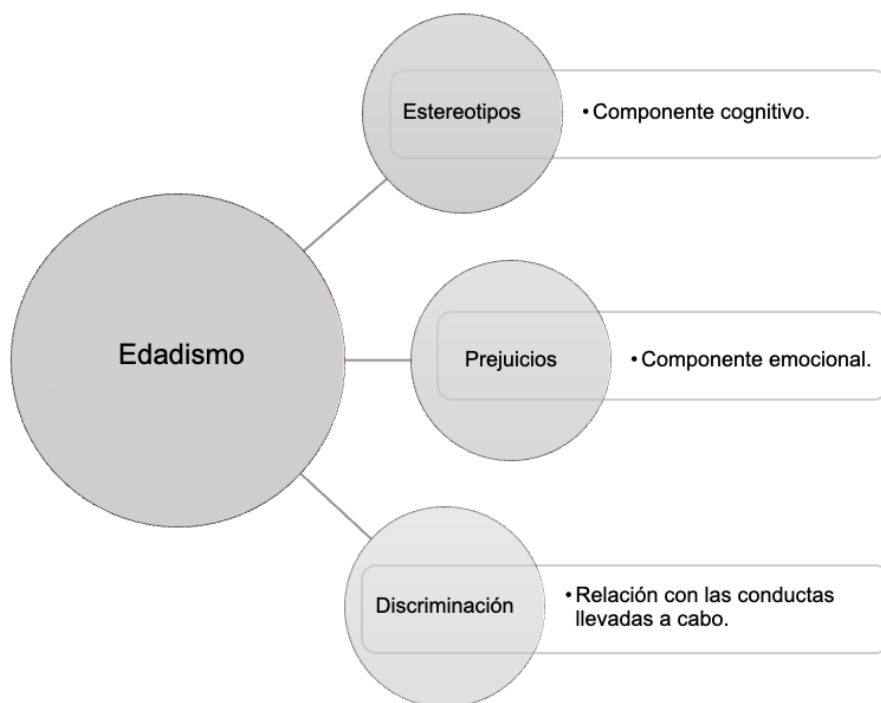 Estereotipos
• Componente cognitivo.
Edadismo
Prejuicios
• Componente emocional.
Discriminación
• Relación con las conductas
llevadas a cabo.